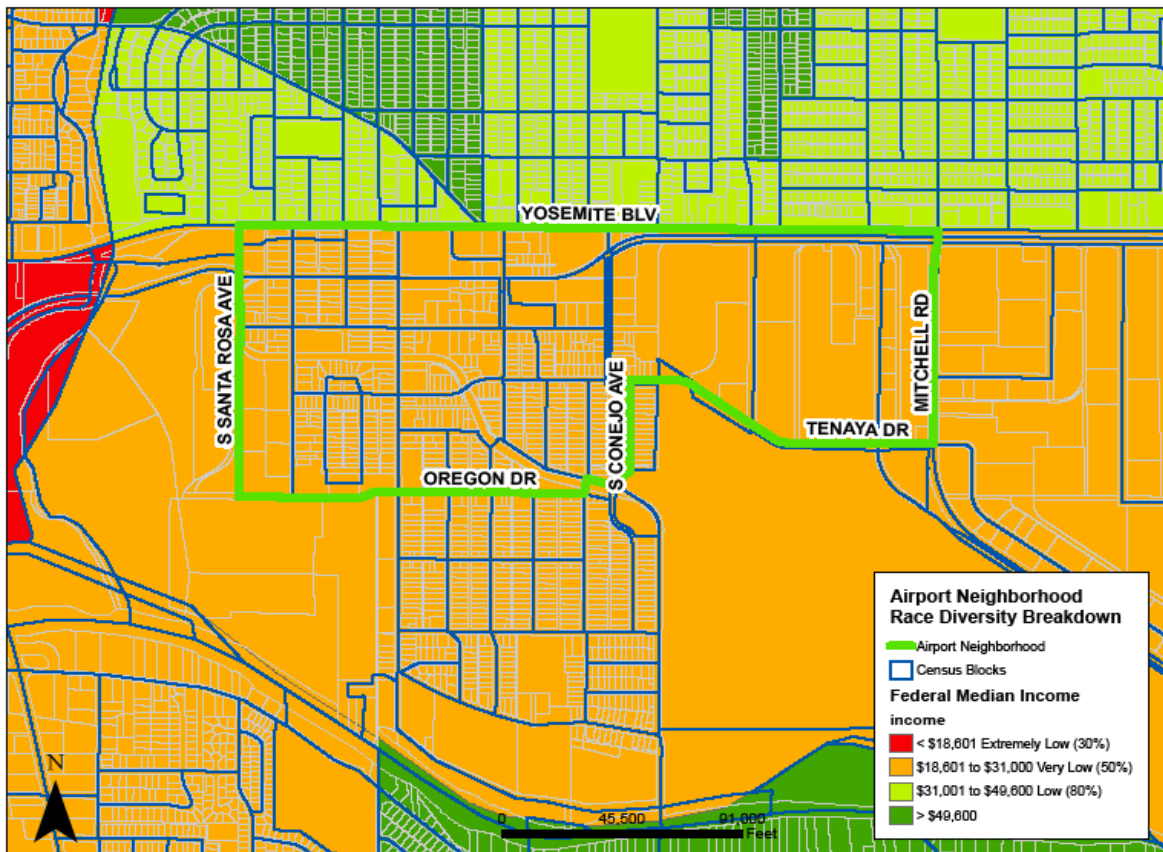 YOSEMITE BLV
S SANTA ROSA AVE
MITCHELL RD
S CONEJO AVE
TENAYA DR
OREGON DR
Airport Neighborhood
Race Diversity Breakdown
Airport Neighborhood
Census Blocks
Federal Median Income
income
< $18,601 Extremely Low (30%)
$18,601 to $31,000 Very Low (50%)
$31,001 to $49,600 Low (80%)
> $49,600
N
0 45,500 91,000
Feet